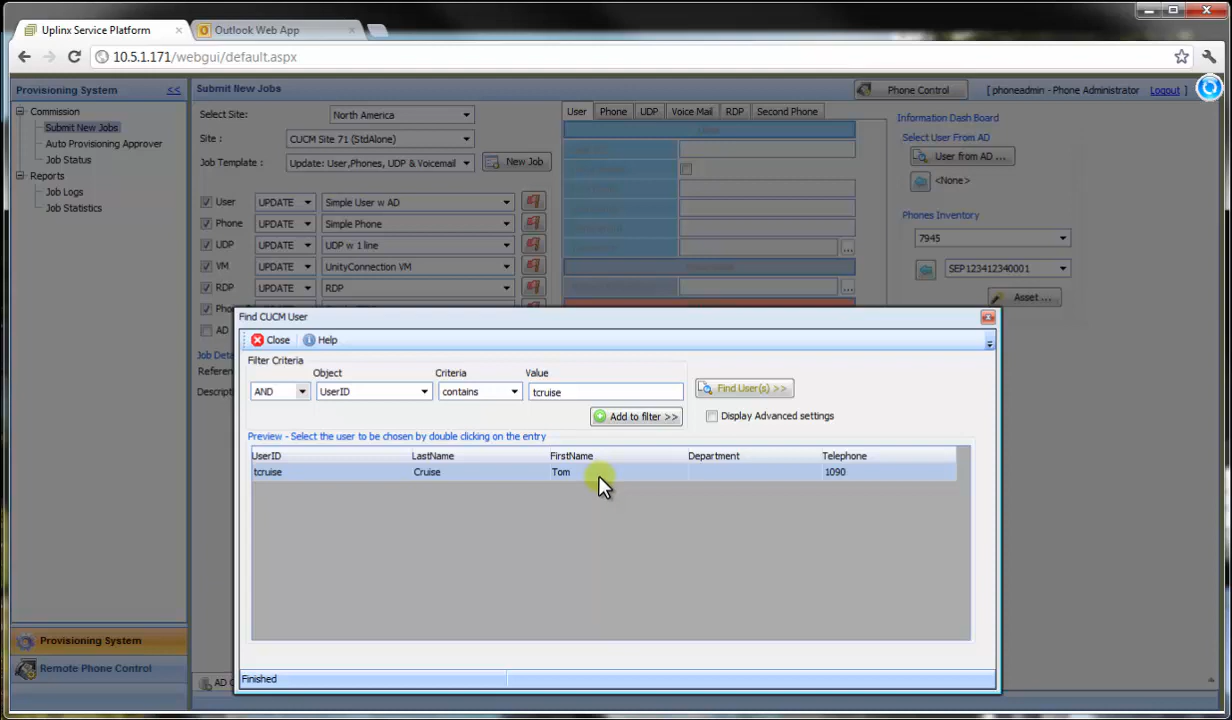 Uplinx Service Platform
Outlook Web App
10.5.1.171/webgui/default.aspx
Provisioning System <<
Submit New Jobs
Phone Control
[ phoneadmin - Phone Administrator Logout ]
Commission
Submit New Jobs
Auto Provisioning Approver
Job Status
Reports
Job Logs
Job Statistics
Select Site: North America
Site : CUCM Site 71 (StdAlone)
Job Template : Update: User,Phones, UDP & Voicemail New Job
User UPDATE Simple User w AD
Phone UPDATE Simple Phone
UDP UPDATE UDP w 1 line
VM UPDATE UnityConnection VM
RDP UPDATE RDP
AD
User Phone UDP Voice Mail RDP Second Phone
Information Dash Board
Select User From AD
User from AD ...
<None>
Phones Inventory
7945
SEP123412340001
Asset ...
Find CUCM User
Close Help
Filter Criteria
Object Criteria Value
AND UserID contains tcruise Find User(s) >>
Add to filter >> Display Advanced settings
Preview - Select the user to be chosen by double clicking on the entry
UserID LastName FirstName Department Telephone
tcruise Cruise Tom 1090
Finished
Provisioning System
Remote Phone Control